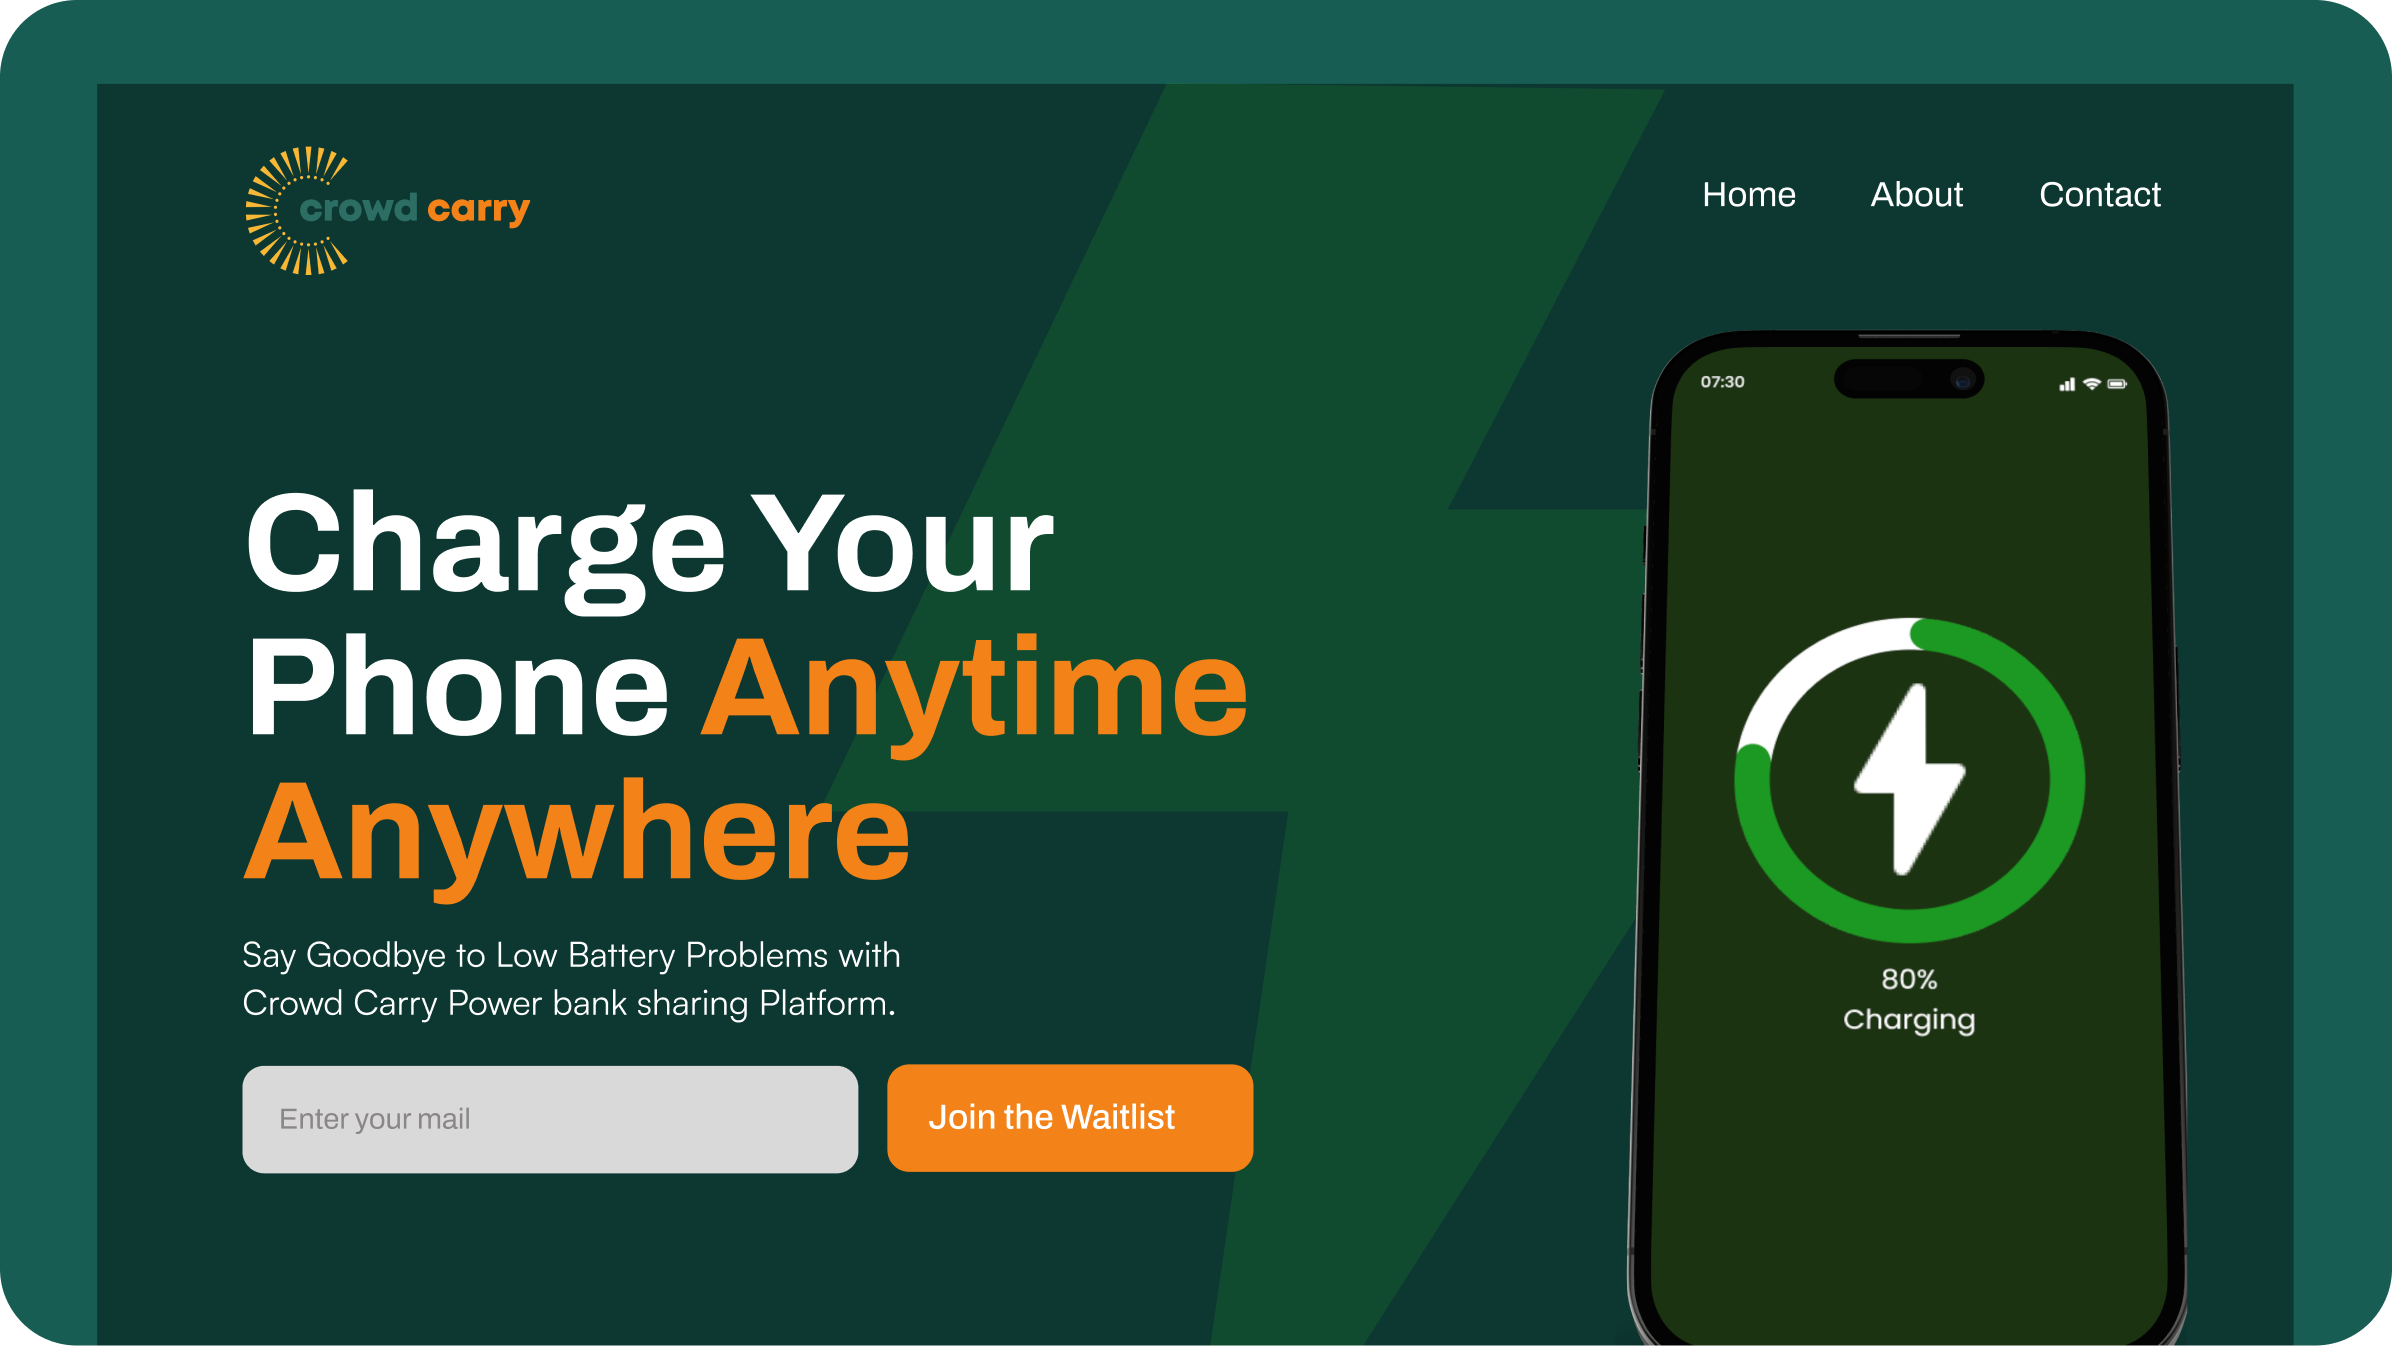 crowd carry
Home About Contact
07:30
Charge Your
Phone Anytime
Anywhere
Say Goodbye to Low Battery Problems with
Crowd Carry Power bank sharing Platform.
Enter your mail
Join the Waitlist
80%
Charging